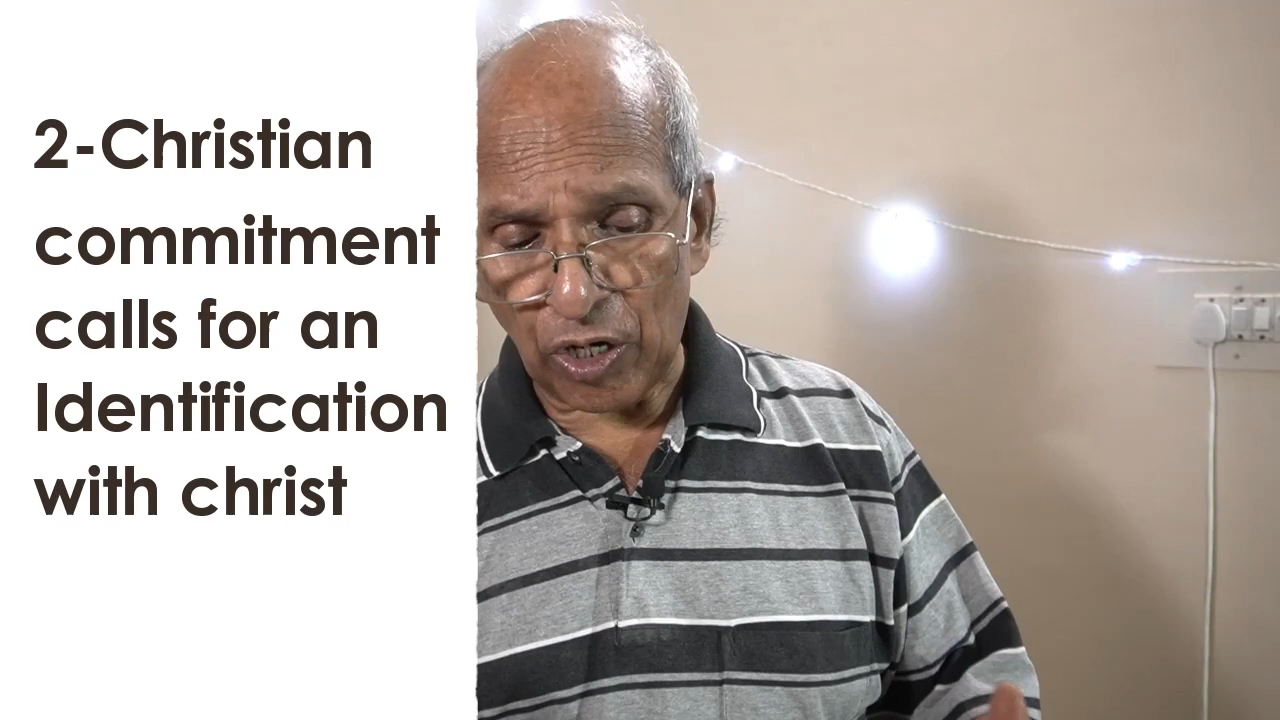 2-Christian
commitment
calls for an
Identification
with christ